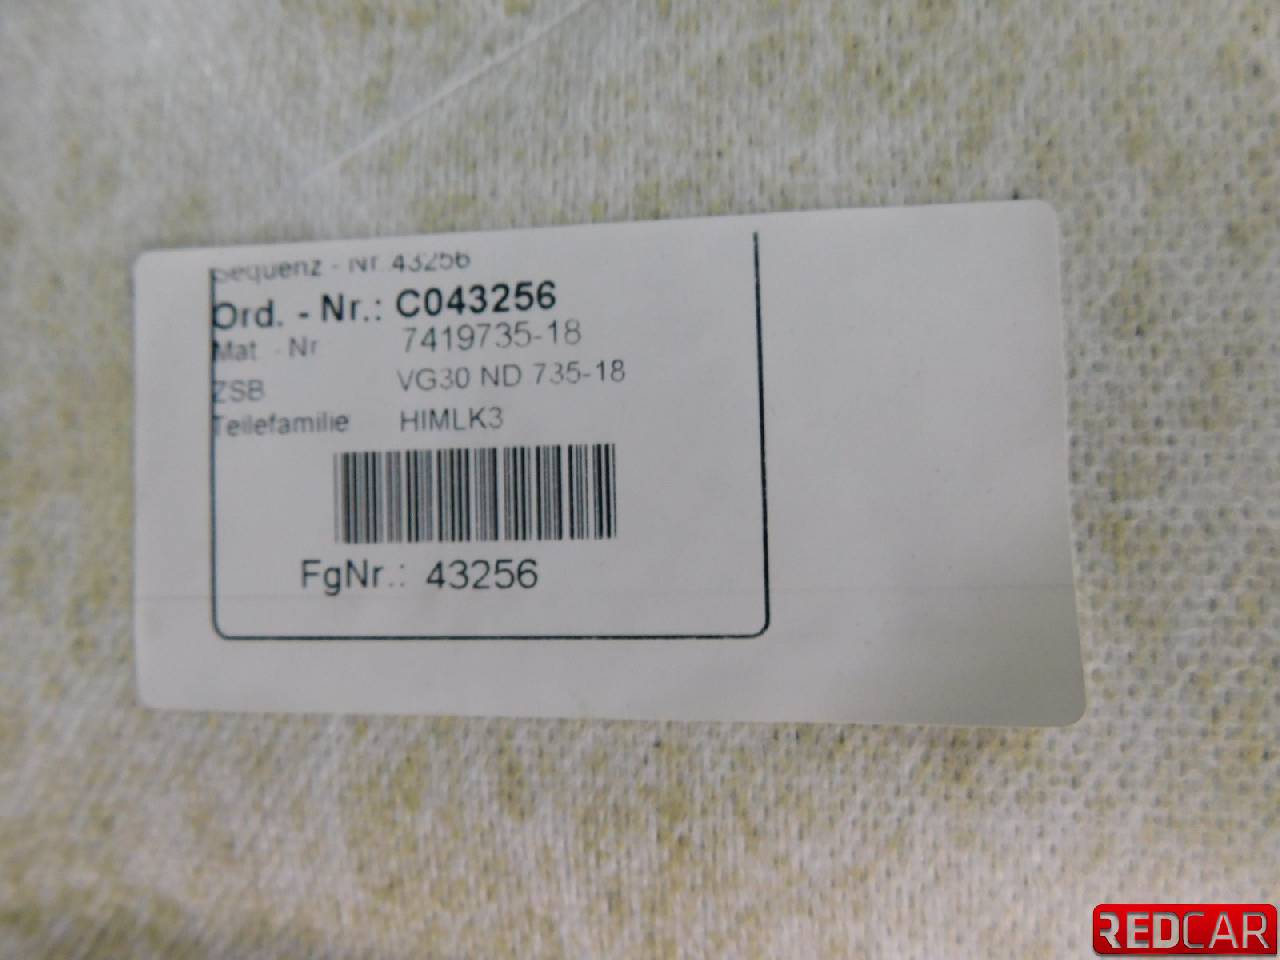 Sequenz - Nr. 43256
Ord. - Nr.: C043256
Mat. - Nr 7419735-18
ZSB VG30 ND 735-18
Teilefamilie HIMLK3
FgNr.: 43256
REDCAR